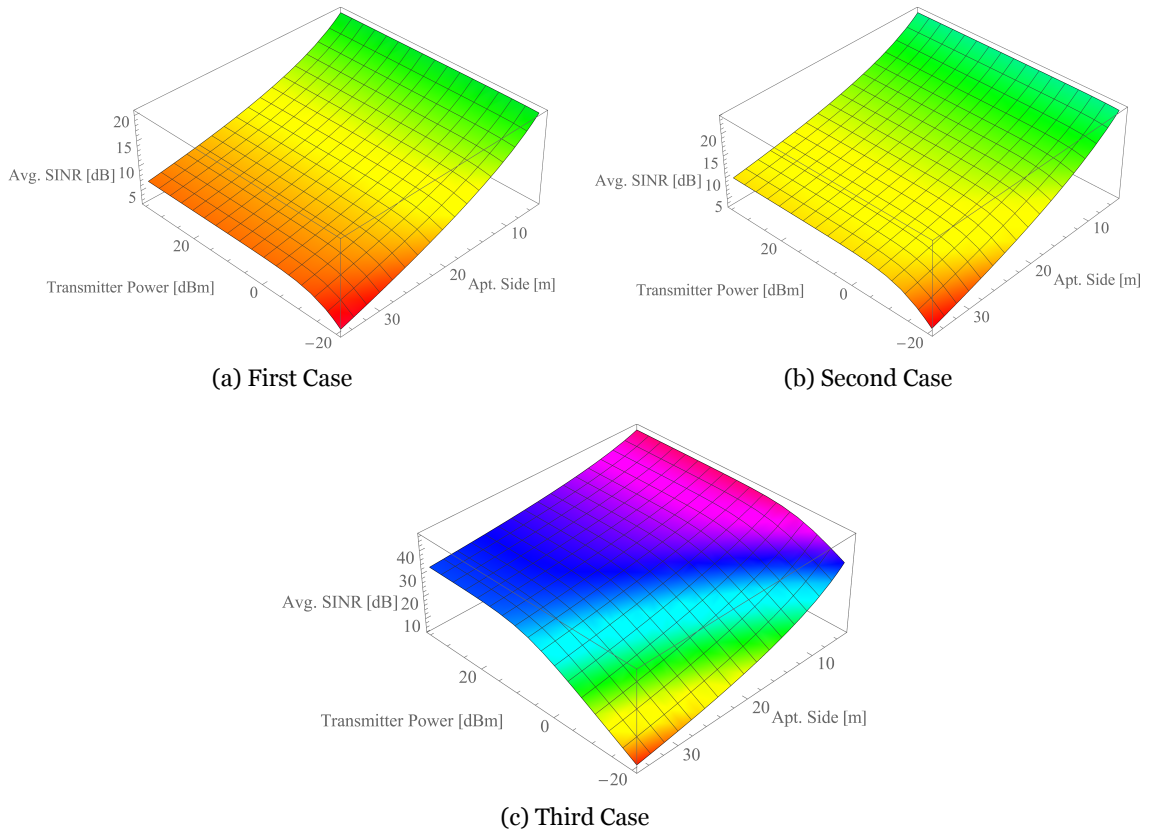 20
15
10
5
Avg. SINR [dB]
20
0
-20
Transmitter Power [dBm]
10
20
30
Apt. Side [m]
(a) First Case
20
15
10
5
Avg. SINR [dB]
20
0
-20
Transmitter Power [dBm]
10
20
30
Apt. Side [m]
(b) Second Case
40
30
20
10
Avg. SINR [dB]
20
0
-20
Transmitter Power [dBm]
10
20
30
Apt. Side [m]
(c) Third Case